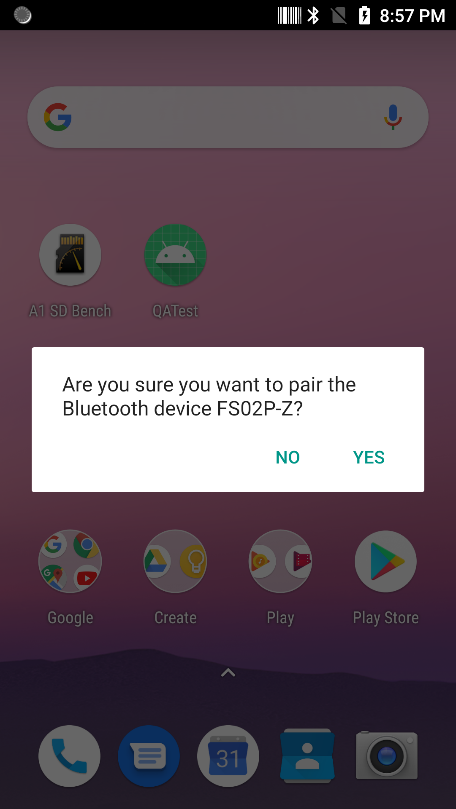 8:57 PM
A1 SD Bench
QATest
Are you sure you want to pair the
Bluetooth device FS02P-Z?
NO
YES
Google
Create
Play
Play Store
31